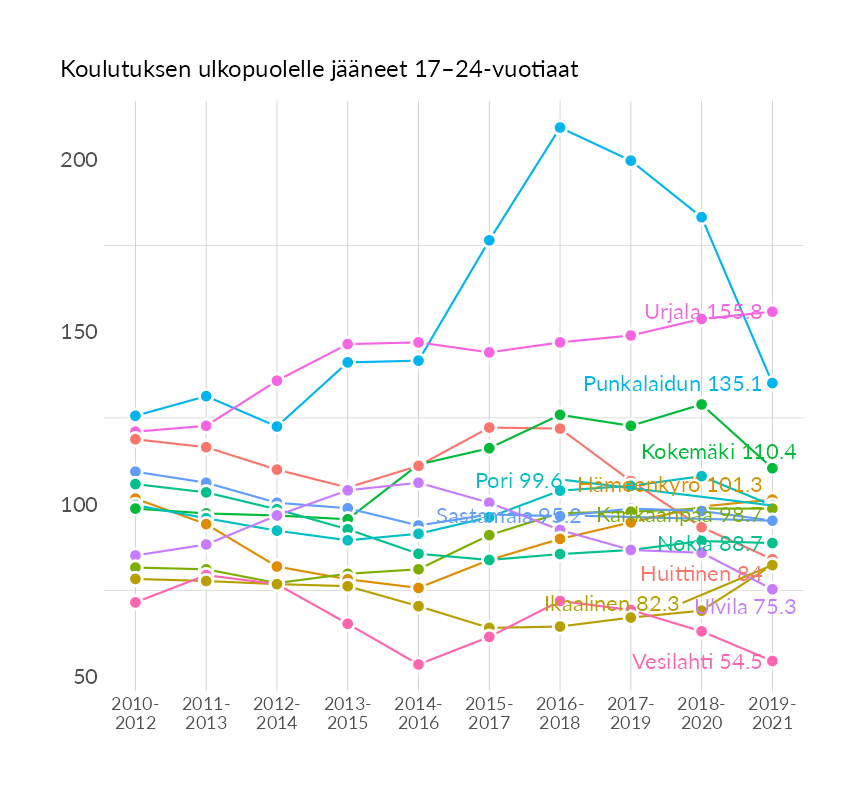 Koulutuksen ulkopuolelle jääneet 17–24-vuotiaat
200
150
100
50
Urjala 155.8
Punkalaidun 135.1
Kokemäki 110.4
Pori 99.6
Hämeenkyrö 101.3
Sastamala 95.2
Kankaanpää 98.7
Nokia 88.7
Huittinen 84
Ikaalinen 82.3
Ulvila 75.3
Vesilahti 54.5
2010-
2012
2011-
2013
2012-
2014
2013-
2015
2014-
2016
2015-
2017
2016-
2018
2017-
2019
2018-
2020
2019-
2021